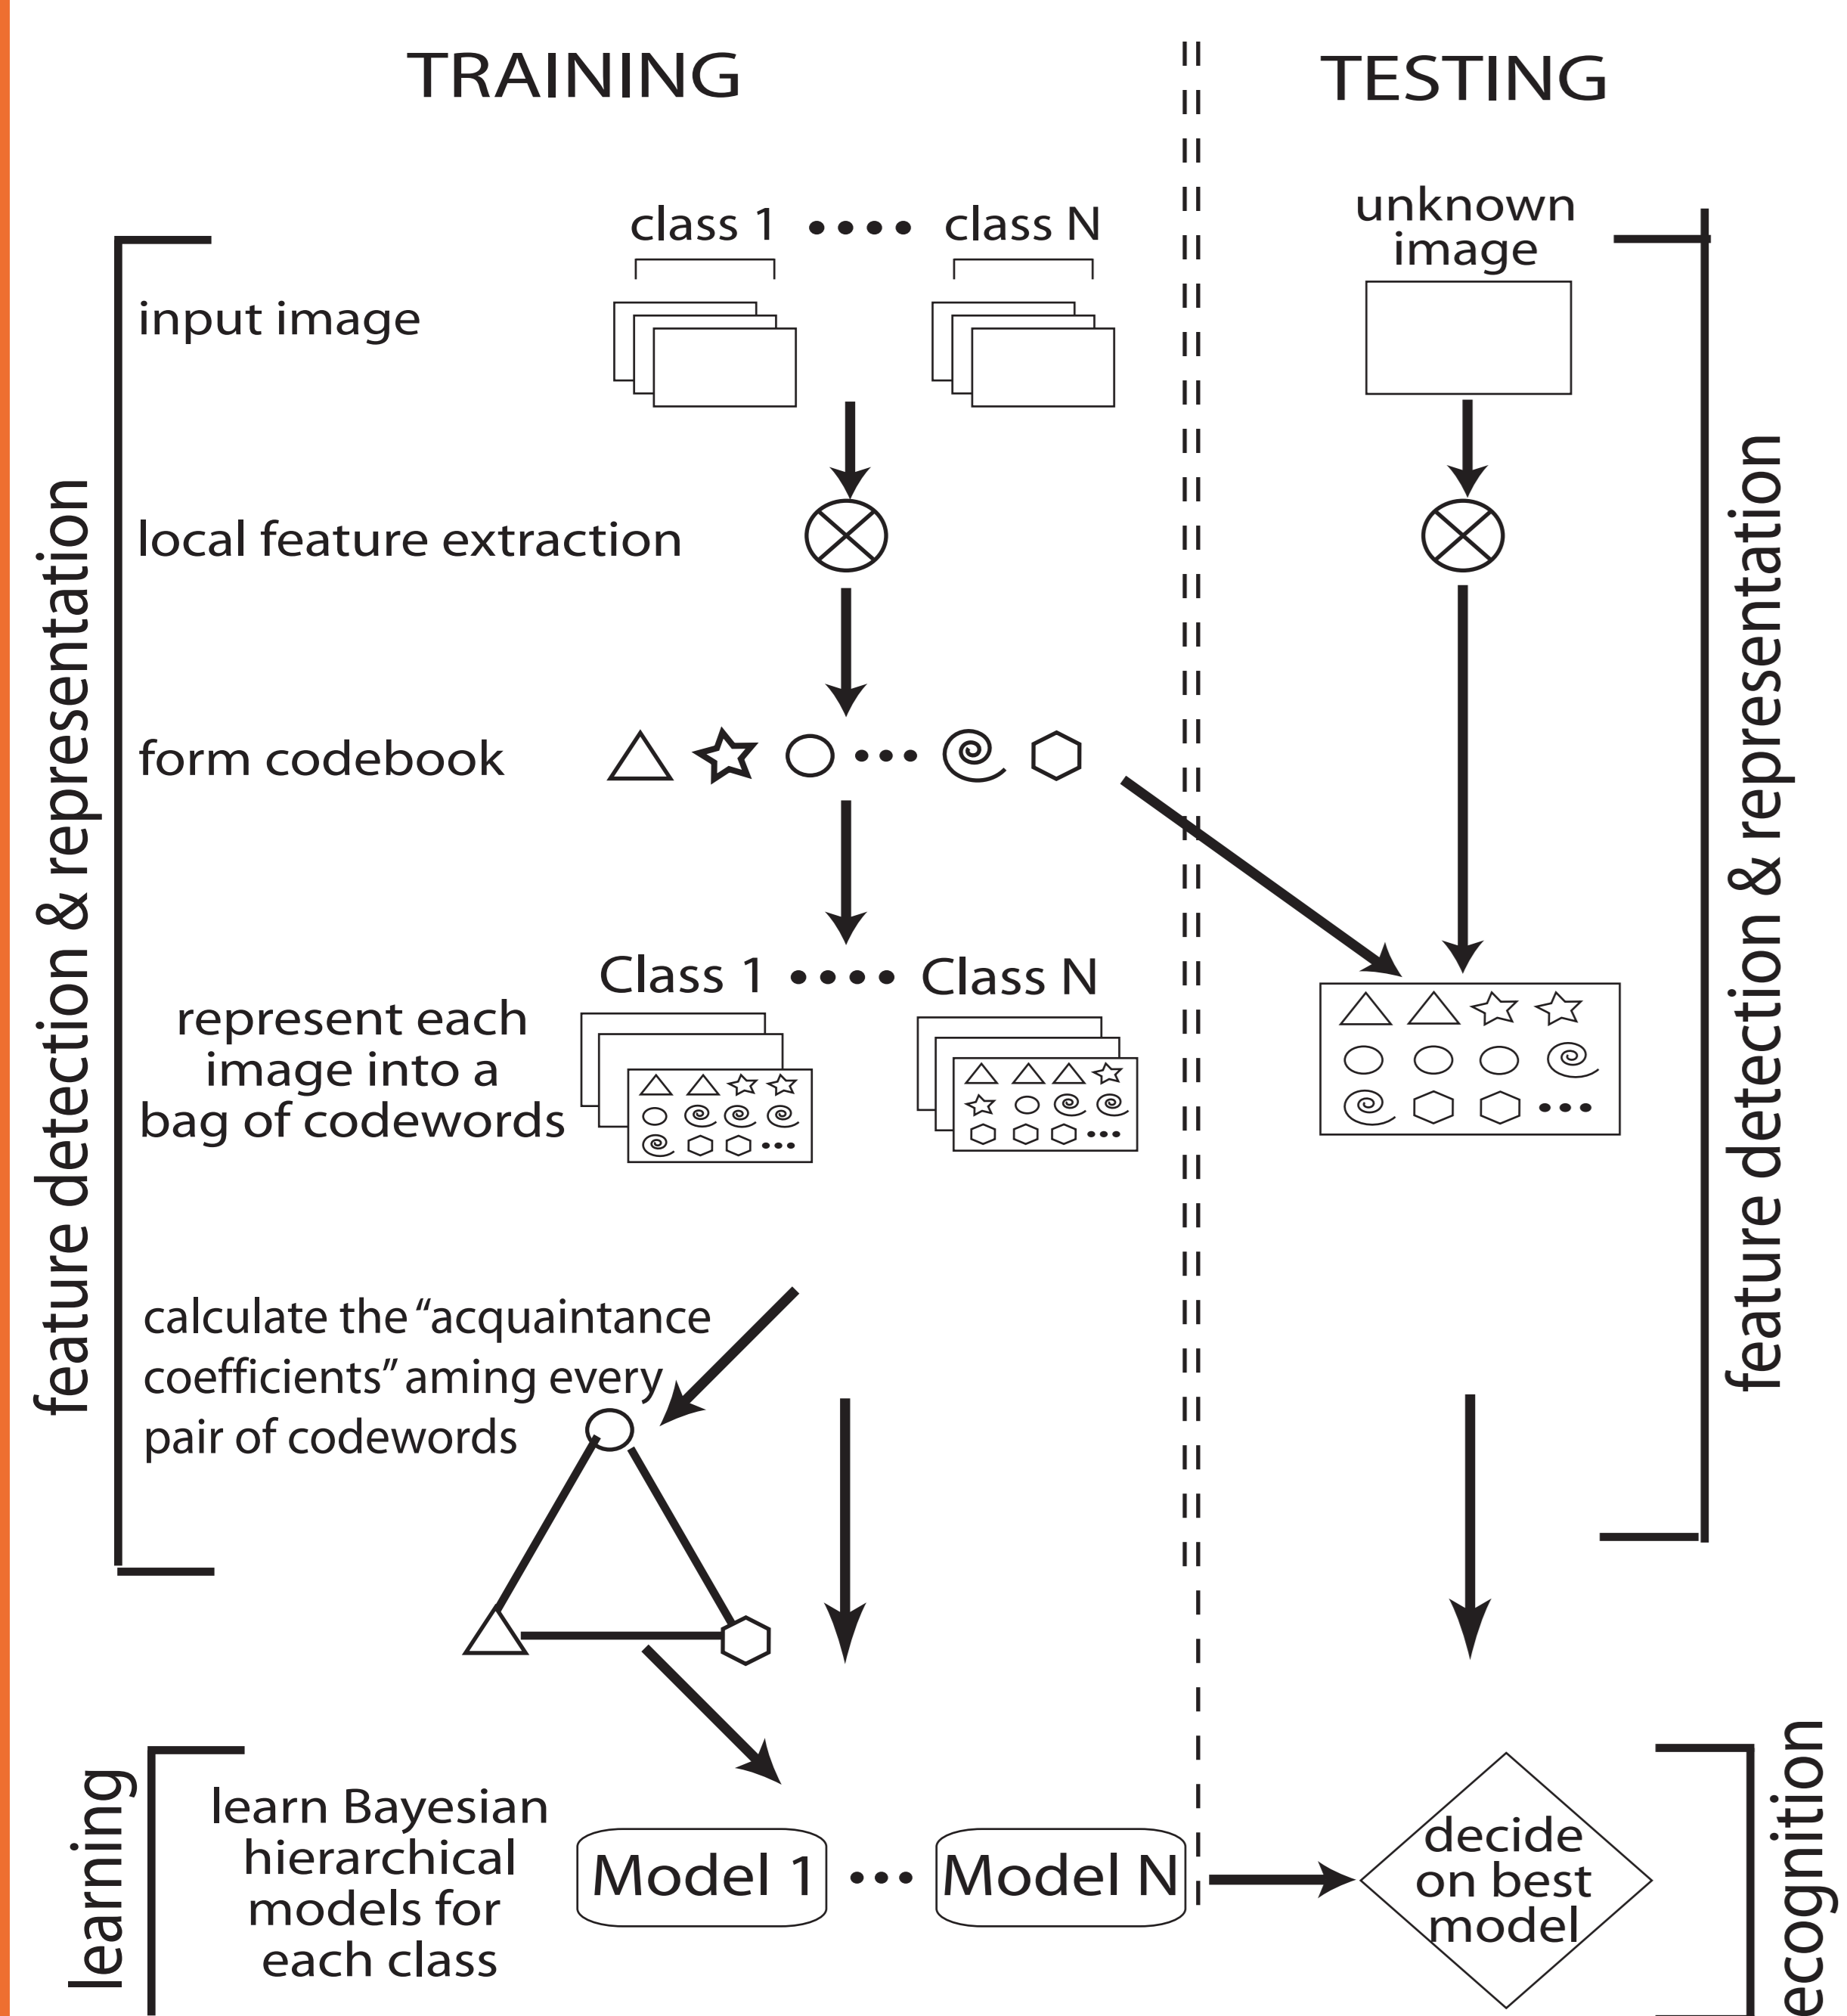 TRAINING
TESTING
class 1 •••• class N
unknown
image
input image
local feature extraction
form codebook
•••
Class 1 •••• Class N
represent each
image into a
bag of codewords
•••
•••
•••
calculate the “acquaintance
coefficients” aming every
pair of codewords
feature detection & representation
feature detection & representation
learn Bayesian
hierarchical
models for
each class
Model 1 ••• Model N
decide
on best
model
learning
ecognition